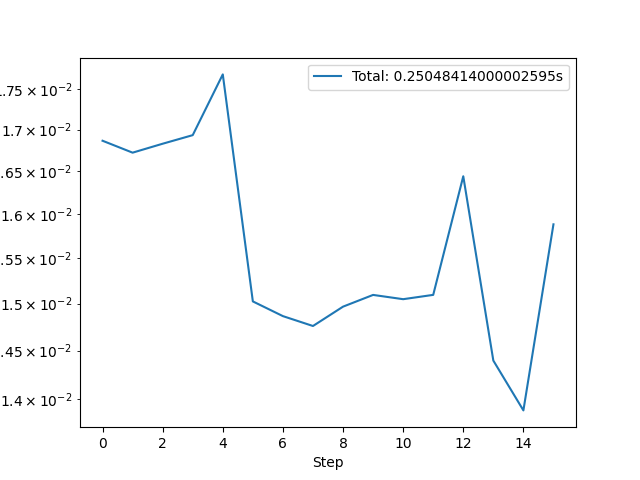 Total: 0.25048414000002595s
.75 × 10⁻²
1.7 × 10⁻²
.65 × 10⁻²
1.6 × 10⁻²
.55 × 10⁻²
1.5 × 10⁻²
.45 × 10⁻²
1.4 × 10⁻²
0 2 4 6 8 10 12 14
Step